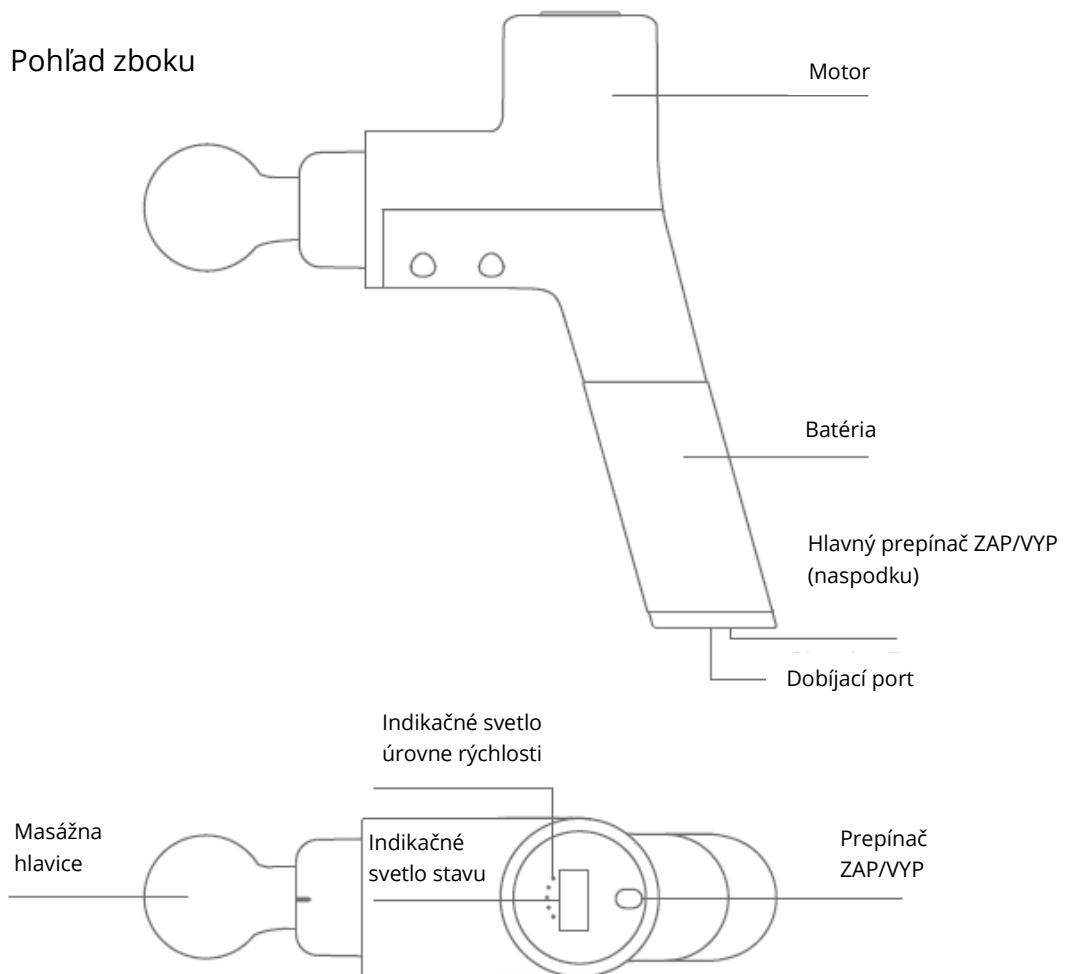 Pohľad zboku
Motor
Batéria
Hlavný prepínač ZAP/VYP
(naspodku)
Dobíjací port
Indikačné svetlo
úrovne rýchlosti
Masážna
hlavice
Indikačné
svetlo stavu
Prepínač
ZAP/VYP